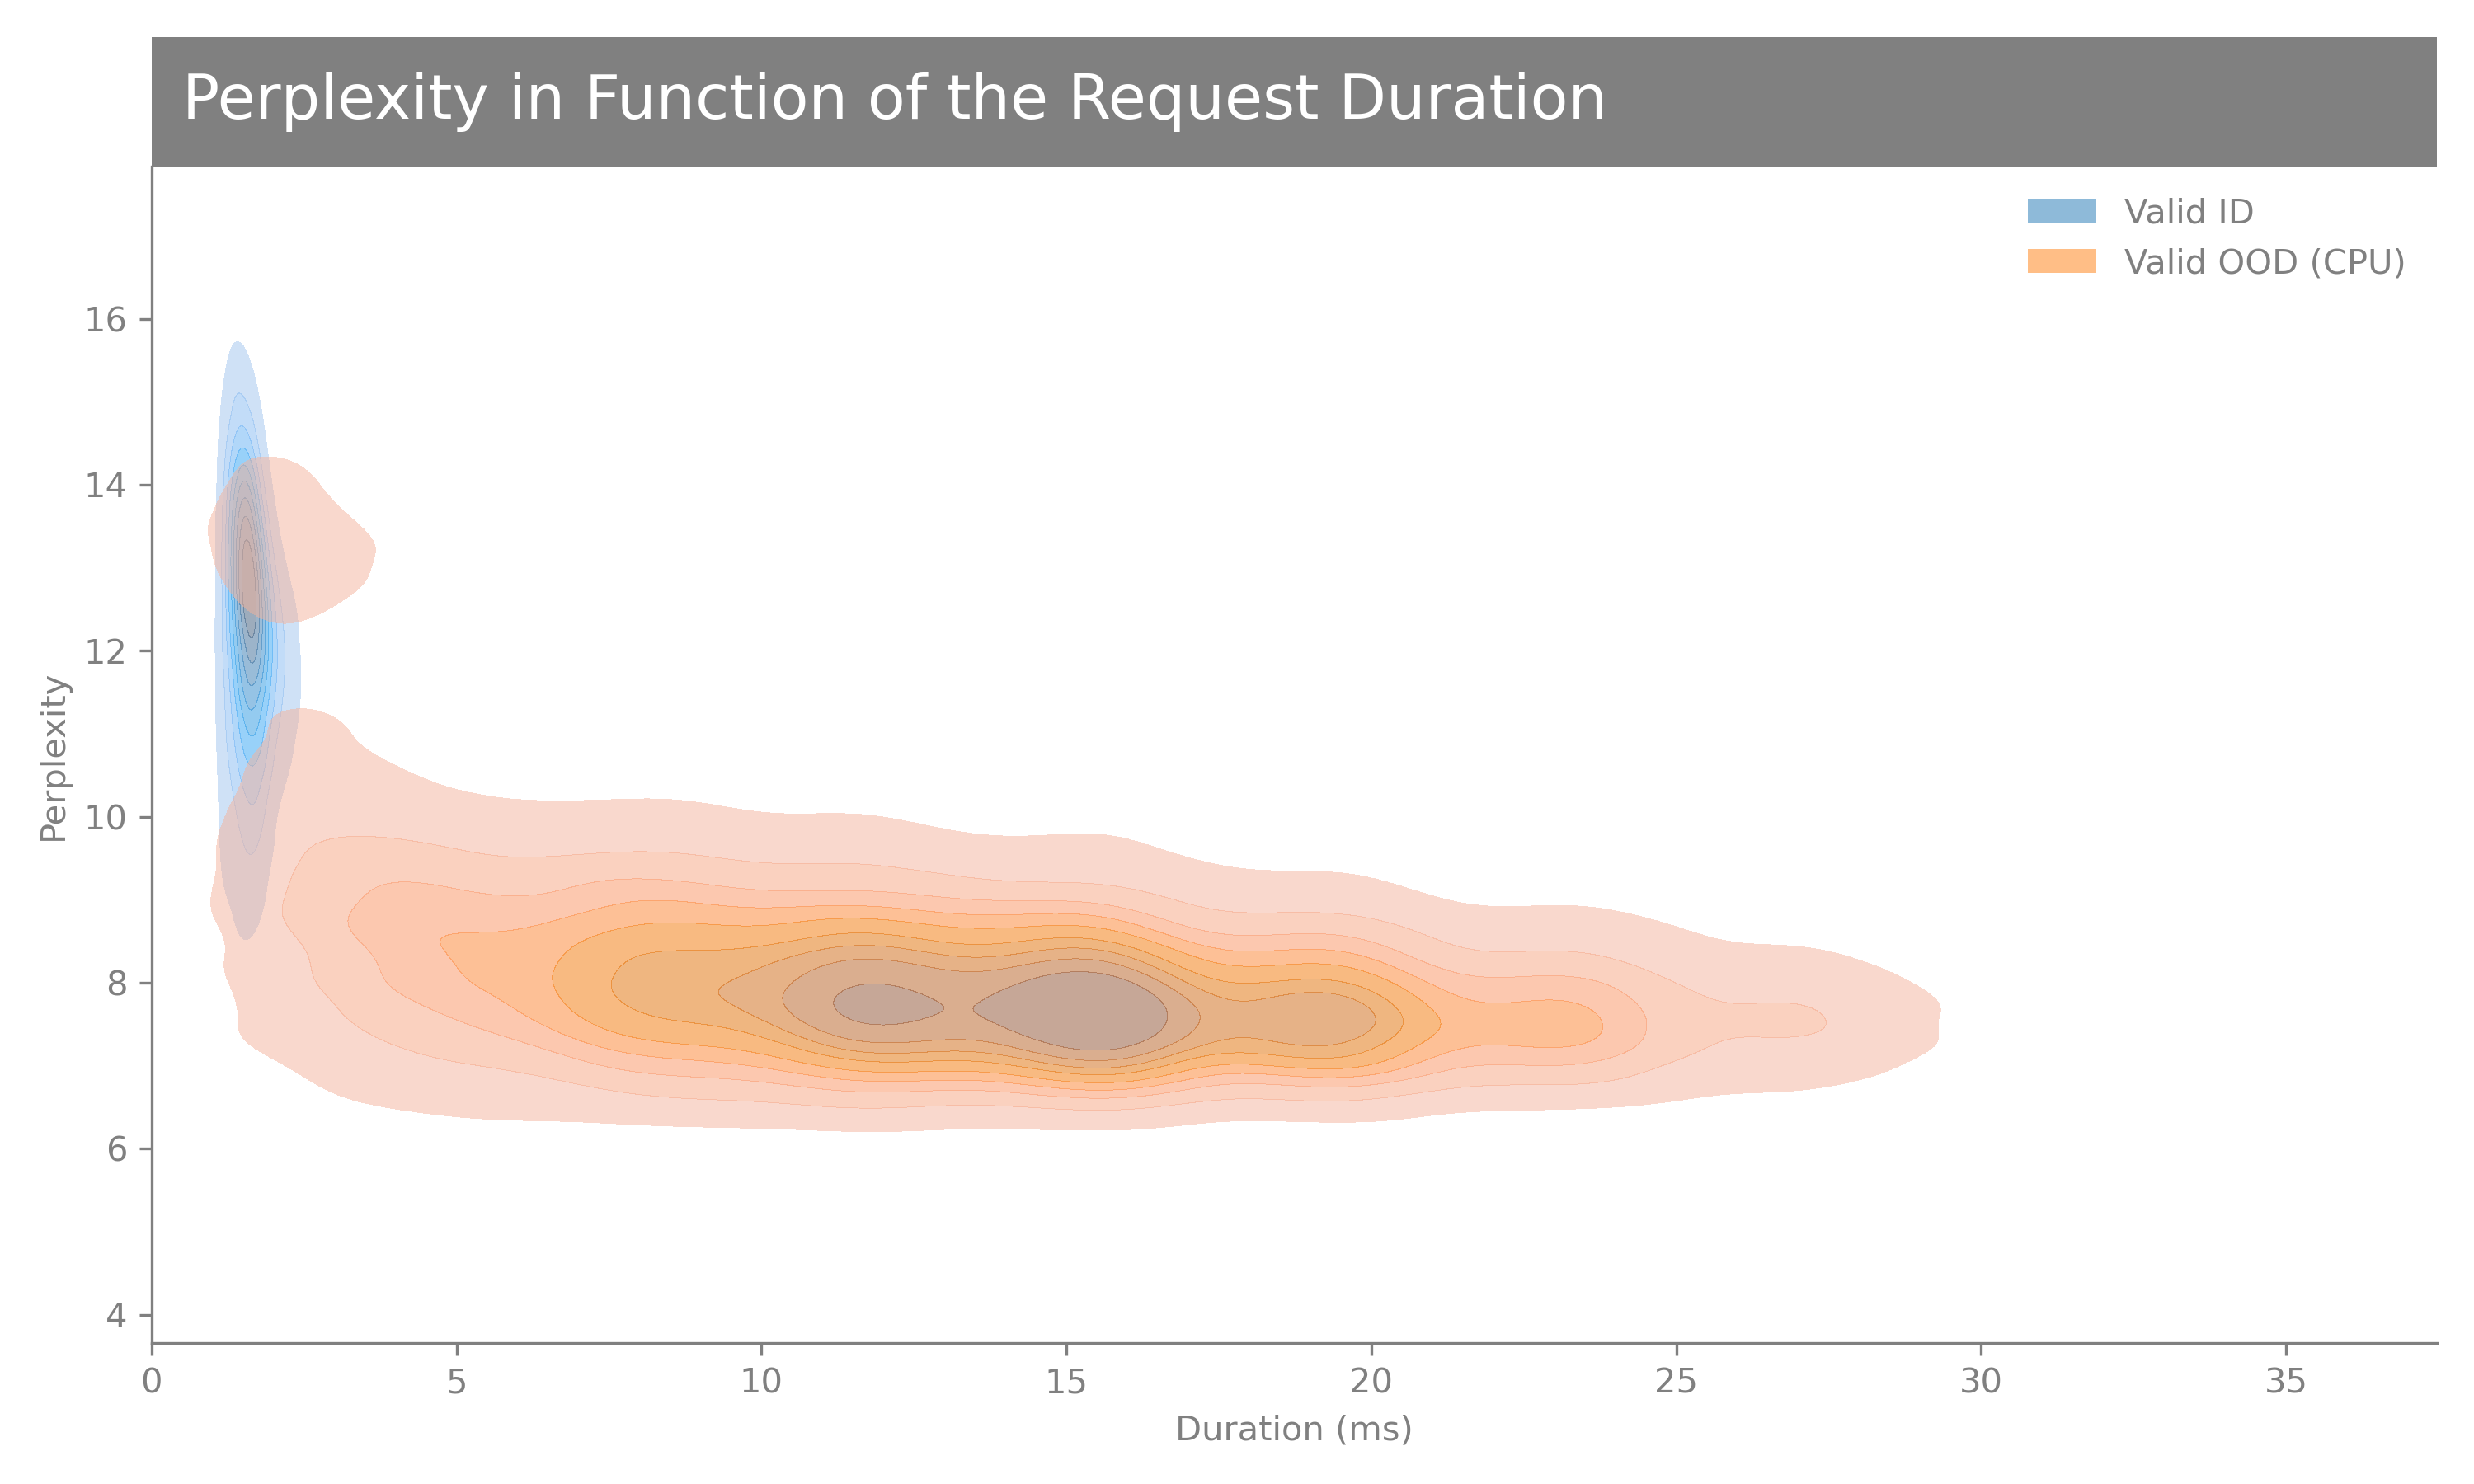 Perplexity in Function of the Request Duration
Valid ID
Valid OOD (CPU)
16
14
12
10
8
6
4
Perplexity
0 5 10 15 20 25 30 35
Duration (ms)